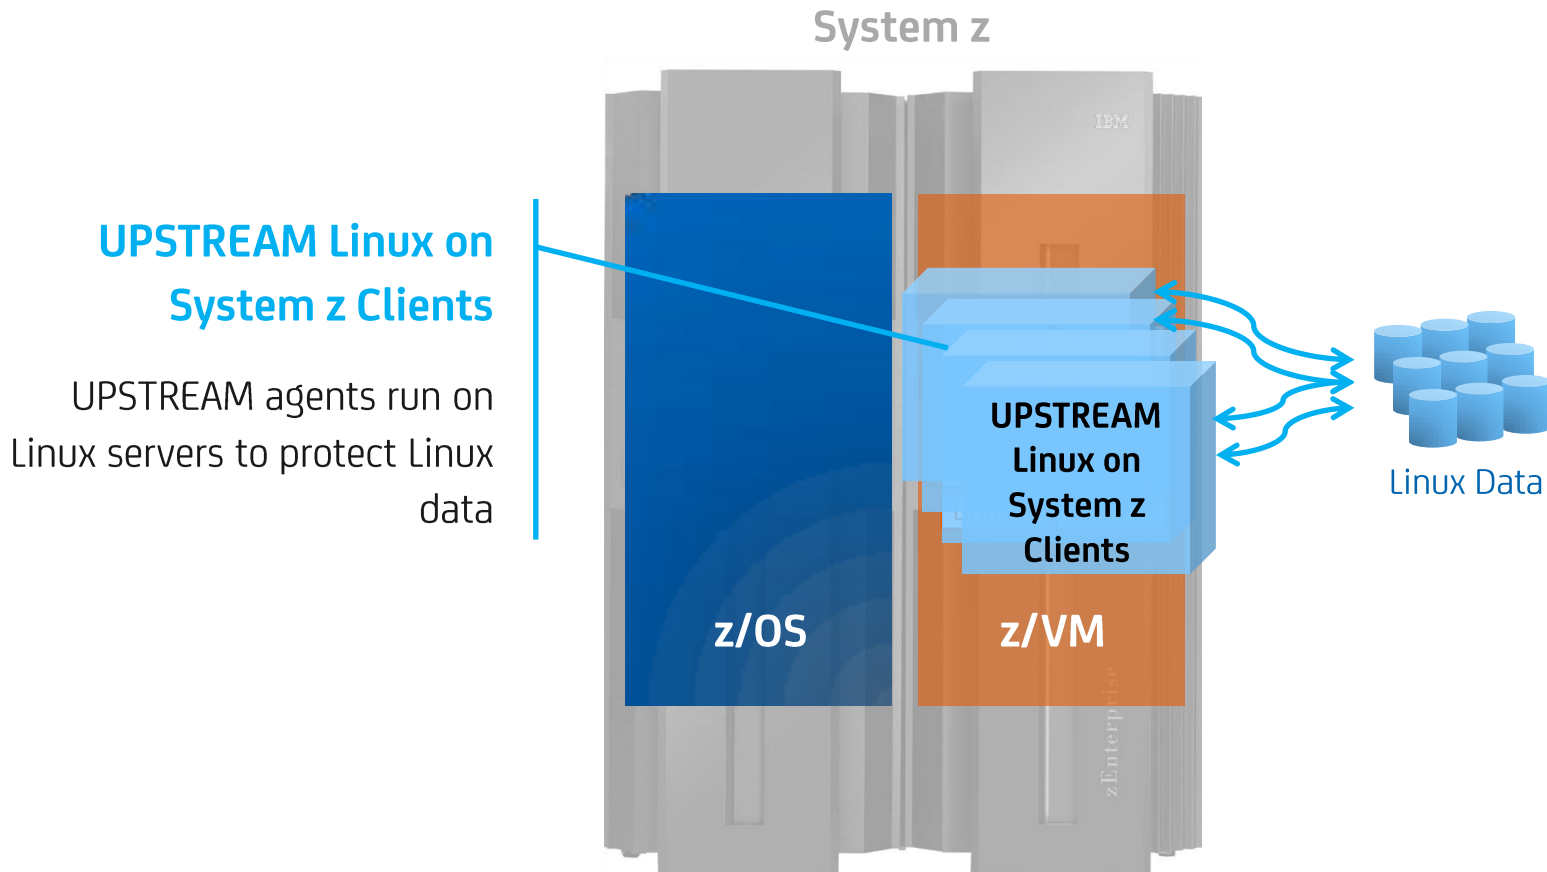 System z
IBM
UPSTREAM Linux on
System z Clients
UPSTREAM agents run on
Linux servers to protect Linux
data
UPSTREAM
Linux on
System z
Clients
Linux Data
z/OS
z/VM
zEnterprise